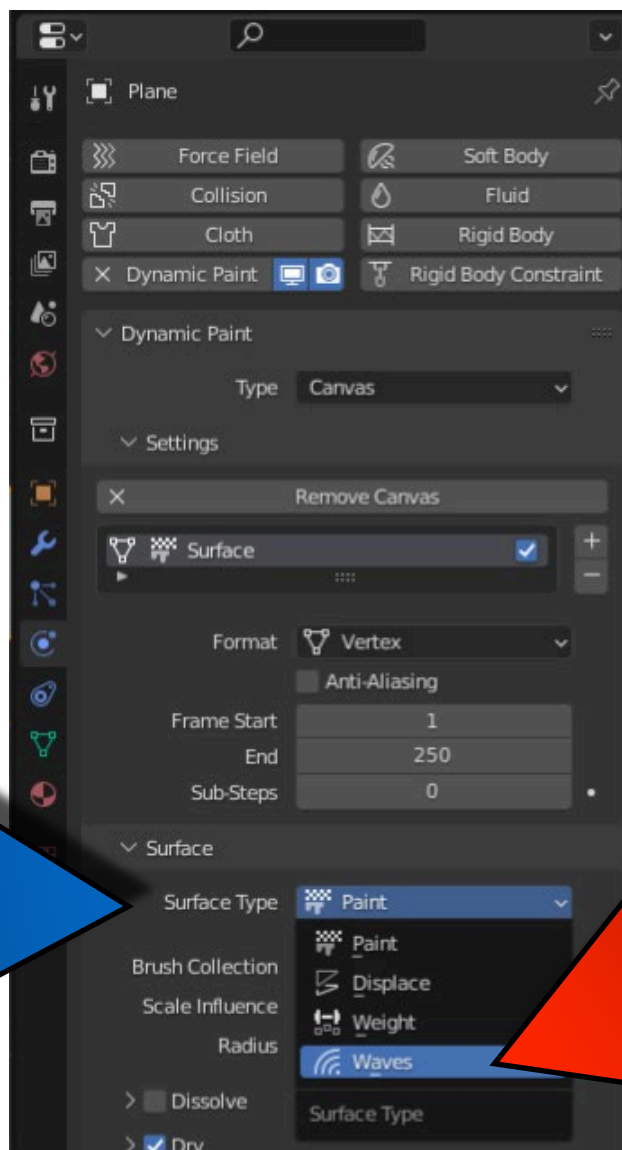 Plane
Force Field Soft Body
Collision Fluid
Cloth Rigid Body
Dynamic Paint Rigid Body Constraint
Dynamic Paint
Type Canvas
Settings
Remove Canvas
Surface
Format Vertex
Anti-Aliasing
Frame Start 1
End 250
Sub-Steps 0
Surface
Surface Type Paint
Paint
Brush Collection
Displace
Scale Influence
Weight
Radius
Waves
Dissolve
Surface Type
Dry